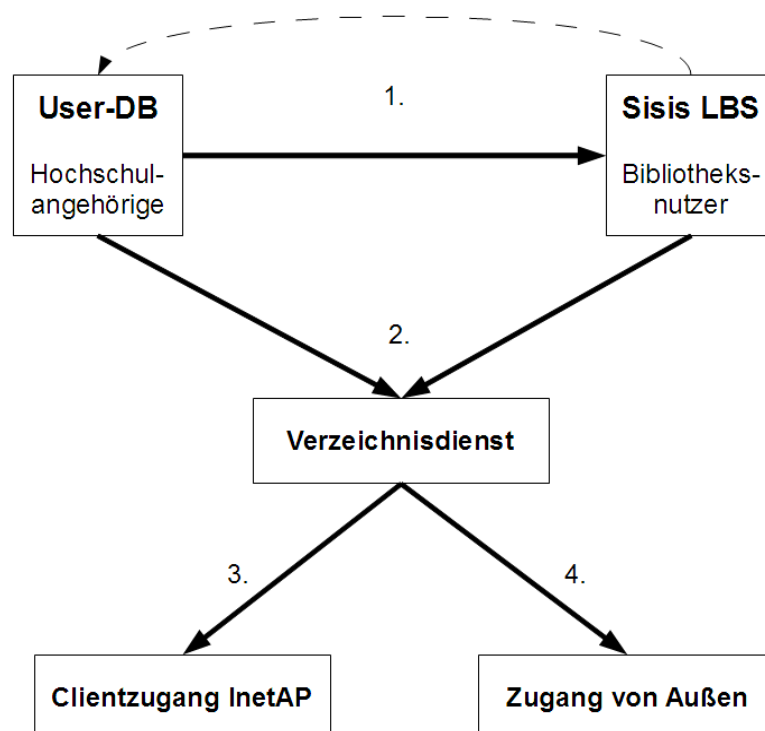 1.
User-DB
Hochschul-
angehörige
Sisis LBS
Bibliotheks-
nutzer
2.
Verzeichnisdienst
3.
4.
Clientzugang InetAP
Zugang von Außen